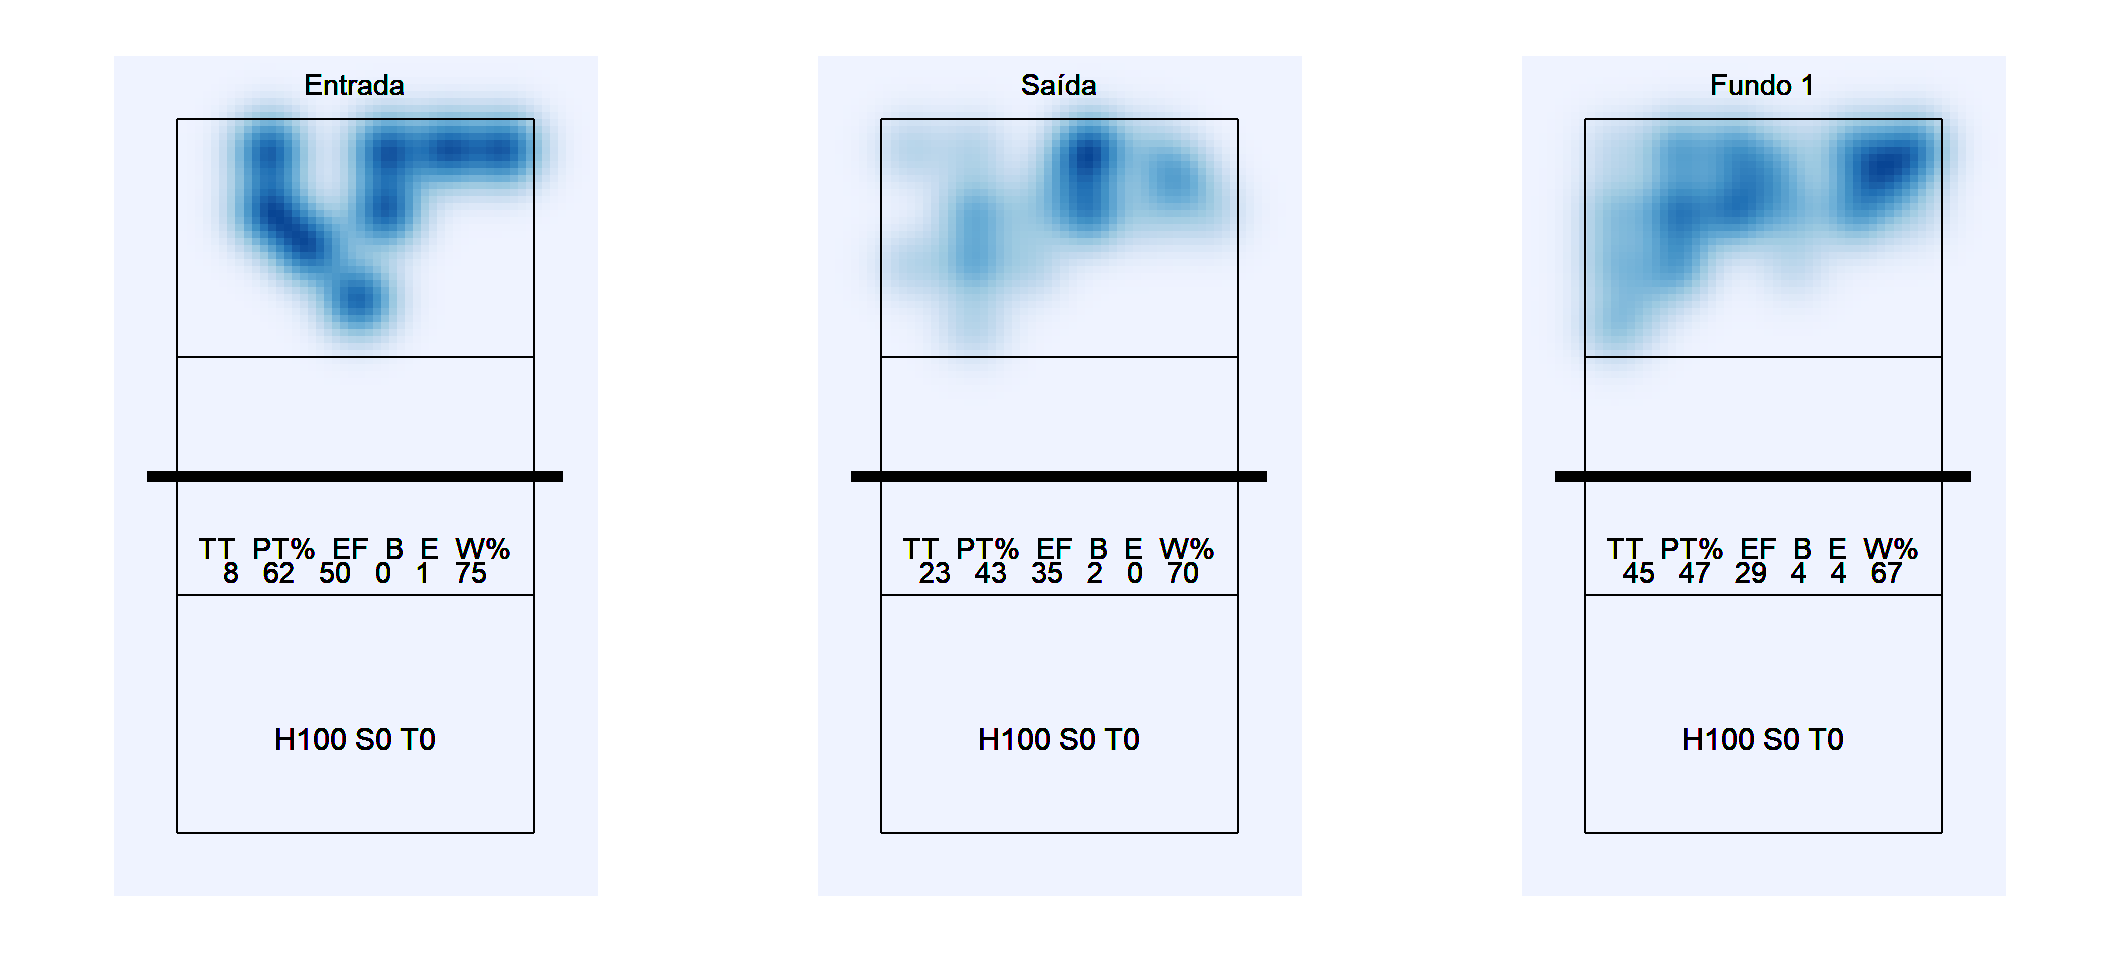 Entrada
TT PT% EF B E W%
8 62 50 0 1 75
H100 S0 T0
Saída
TT PT% EF B E W%
23 43 35 2 0 70
H100 S0 T0
Fundo 1
TT PT% EF B E W%
45 47 29 4 4 67
H100 S0 T0